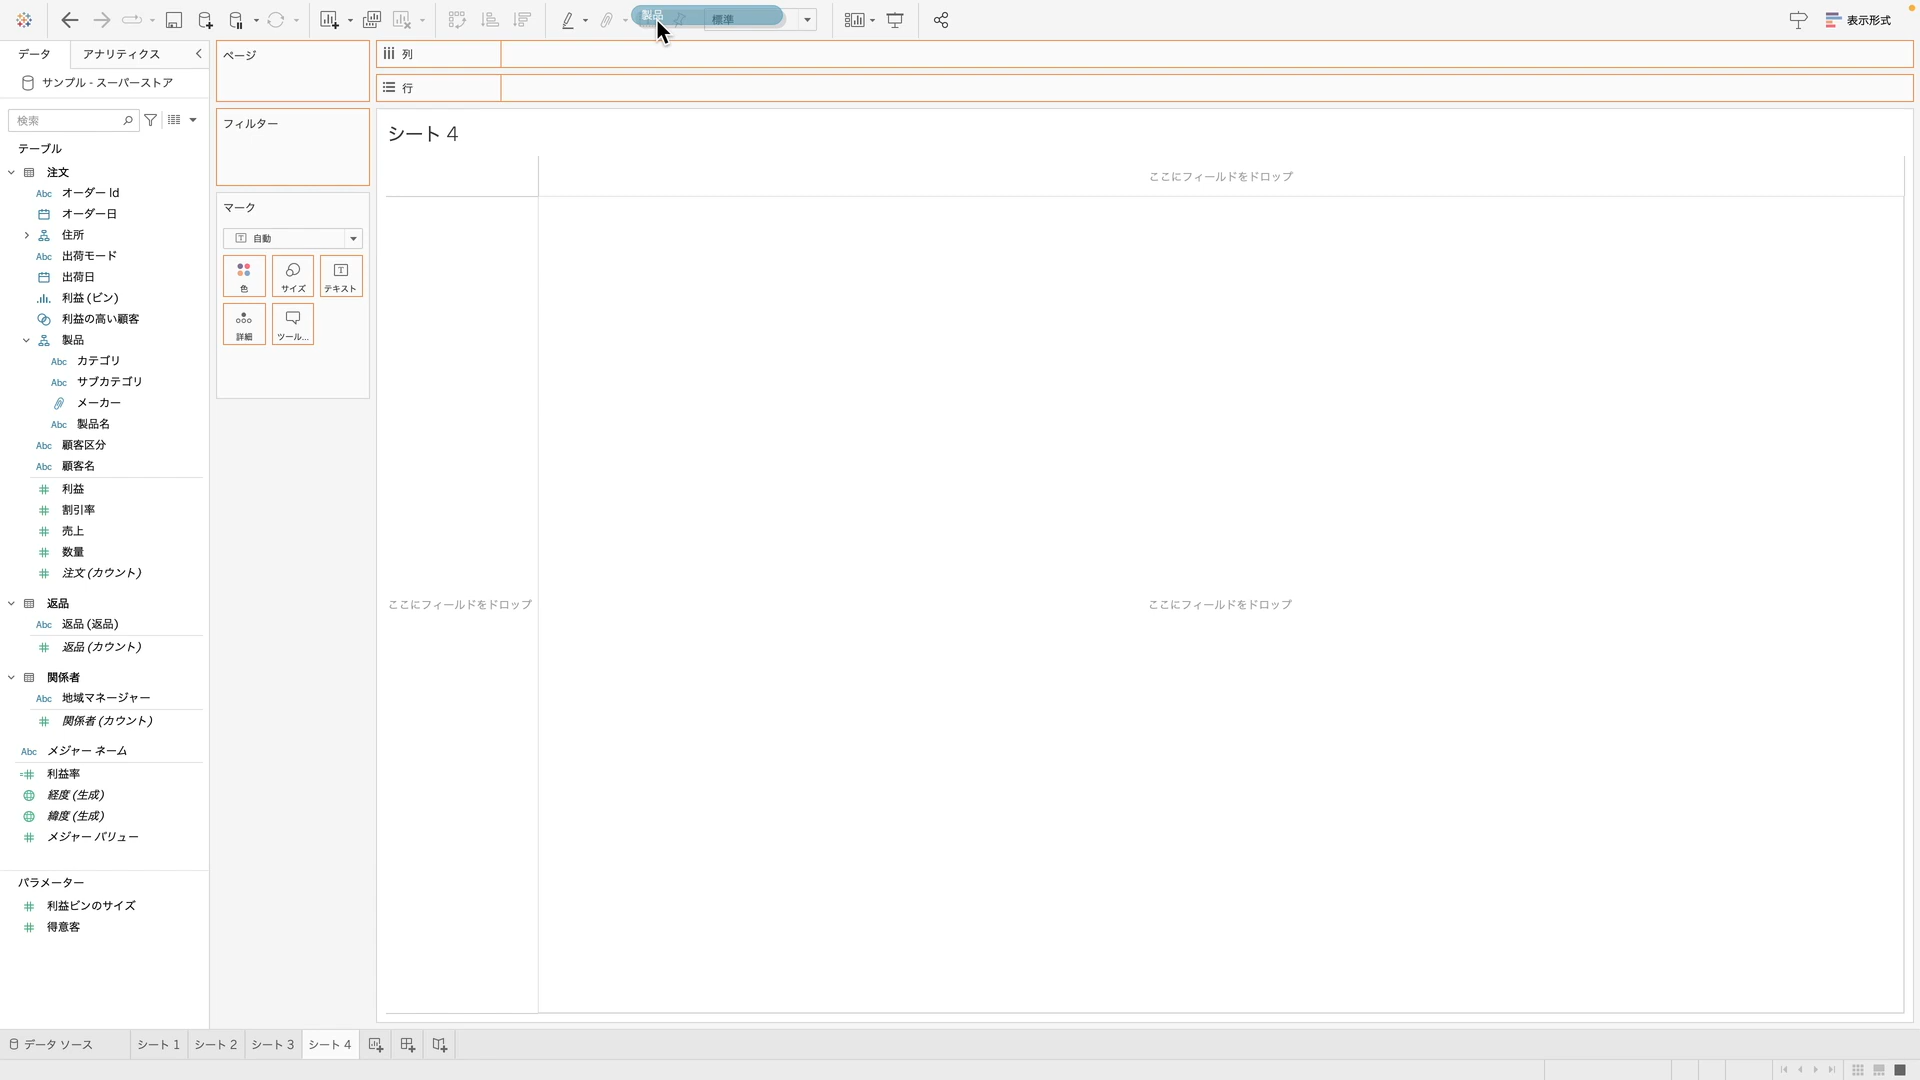 製品
標準
表示形式
データ
アナリティクス
サンプル - スーパーストア
検索
テーブル
注文
Abc オーダー Id
オーダー日
住所
Abc 出荷モード
出荷日
利益 (ビン)
利益の高い顧客
製品
Abc カテゴリ
Abc サブカテゴリ
メーカー
Abc 製品名
Abc 顧客区分
Abc 顧客名
利益
割引率
売上
数量
注文 (カウント)
返品
Abc 返品 (返品)
返品 (カウント)
関係者
Abc 地域マネージャー
関係者 (カウント)
Abc メジャー ネーム
利益率
経度 (生成)
緯度 (生成)
メジャー バリュー
パラメーター
利益ビンのサイズ
得意客
ページ
フィルター
マーク
自動
色
サイズ
テキスト
詳細
ツール...
列
行
シート 4
ここにフィールドをドロップ
ここにフィールドをドロップ
ここにフィールドをドロップ
データ ソース
シート 1
シート 2
シート 3
シート 4